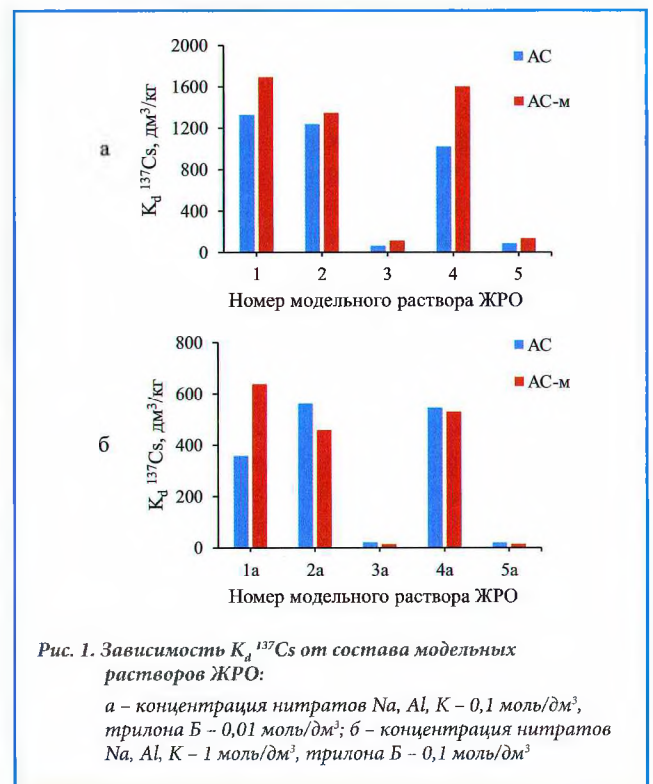 2000
1600
1200
800
400
0
К_d ¹³⁷Cs, дм³/кг
а
АС
АС-м
1 2 3 4 5
Номер модельного раствора ЖРО
800
600
400
200
0
К_d ¹³⁷Cs, дм³/кг
б
АС
АС-м
1а 2а 3а 4а 5а
Номер модельного раствора ЖРО
Рис. 1. Зависимость К_d ¹³⁷Cs от состава модельных
растворов ЖРО:
а – концентрация нитратов Na, Al, K – 0,1 моль/дм³,
трилона Б – 0,01 моль/дм³; б – концентрация нитратов
Na, Al, K – 1 моль/дм³, трилона Б – 0,1 моль/дм³